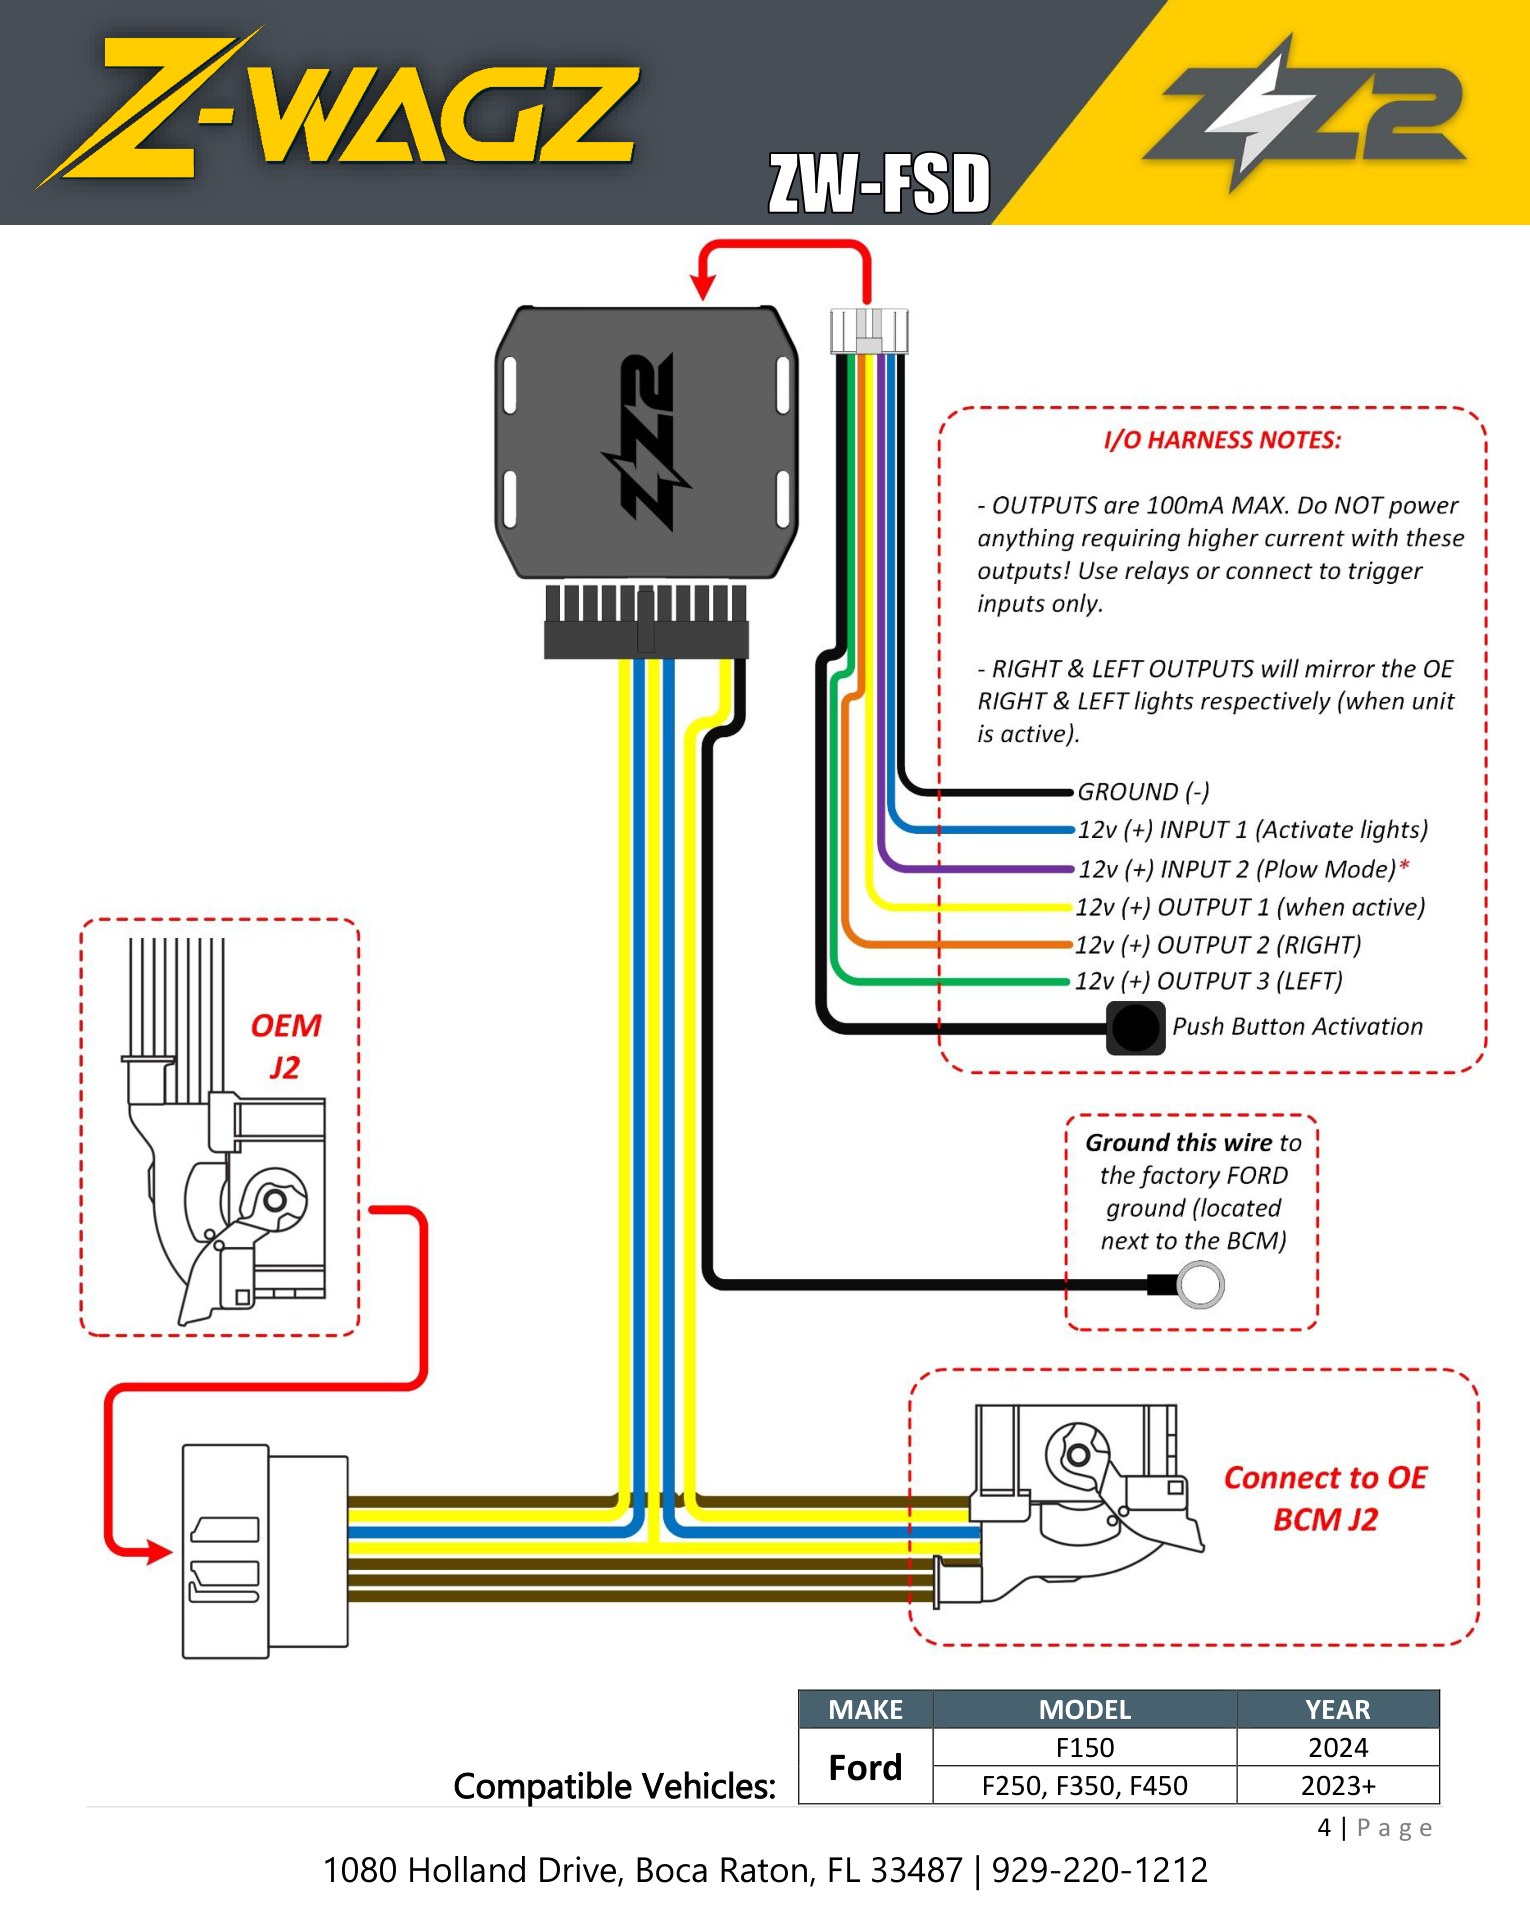 Z-WAGZ
ZW-FSD
ZZ2
ZZ2
I/O HARNESS NOTES:
- OUTPUTS are 100mA MAX. Do NOT power
anything requiring higher current with these
outputs! Use relays or connect to trigger
inputs only.
- RIGHT & LEFT OUTPUTS will mirror the OE
RIGHT & LEFT lights respectively (when unit
is active).
GROUND (-)
12v (+) INPUT 1 (Activate lights)
12v (+) INPUT 2 (Plow Mode)*
12v (+) OUTPUT 1 (when active)
12v (+) OUTPUT 2 (RIGHT)
12v (+) OUTPUT 3 (LEFT)
Push Button Activation
OEM
J2
Ground this wire to
the factory FORD
ground (located
next to the BCM)
Connect to OE
BCM J2
Compatible Vehicles:
MAKE MODEL YEAR
Ford
F150 2024
F250, F350, F450 2023+
4 | Page
1080 Holland Drive, Boca Raton, FL 33487 | 929-220-1212